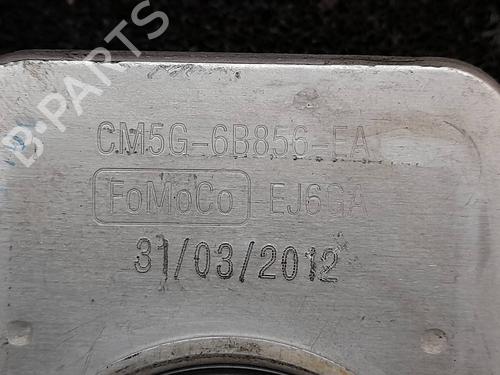 B-PARTS
CM5G-6B856-EA
FoMoCo EJ6GA
31/03/2012